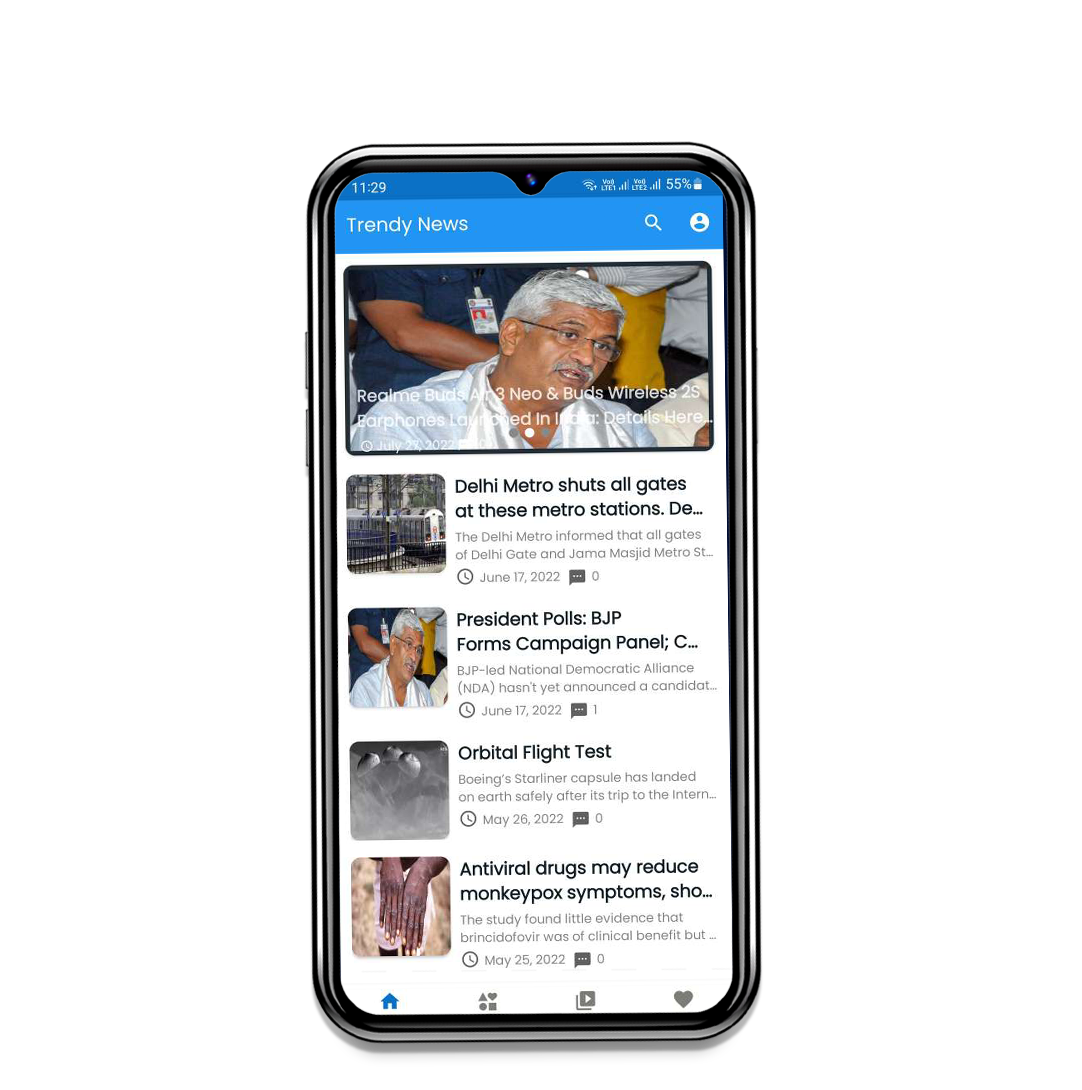 11:29
Vo)) LTE1 Vo)) LTE2 55%
Trendy News
Realme Buds Air 3 Neo & Buds Wireless 2S
Earphones Launched In India: Details Here...
July 27, 2022
Delhi Metro shuts all gates
at these metro stations. De...
The Delhi Metro informed that all gates
of Delhi Gate and Jama Masjid Metro St...
June 17, 2022 0
President Polls: BJP
Forms Campaign Panel; C...
BJP-led National Democratic Alliance
(NDA) hasn't yet announced a candidat...
June 17, 2022 1
Orbital Flight Test
Boeing's Starliner capsule has landed
on earth safely after its trip to the Intern...
May 26, 2022 0
Antiviral drugs may reduce
monkeypox symptoms, sho...
The study found little evidence that
brincidofovir was of clinical benefit but ...
May 25, 2022 0